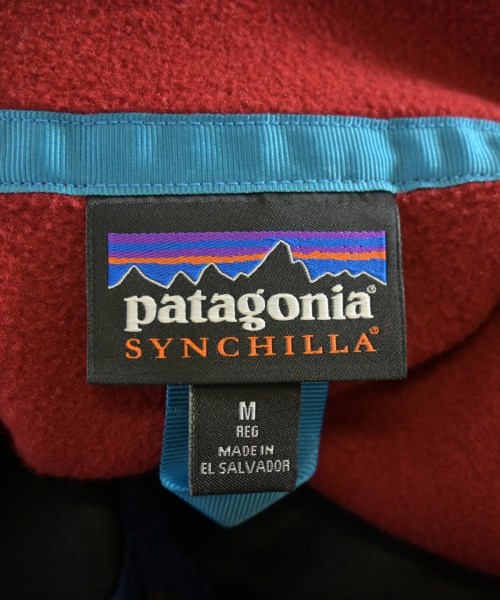 patagonia®
SYNCHILLA®
M
REG
MADE IN
EL SALVADOR